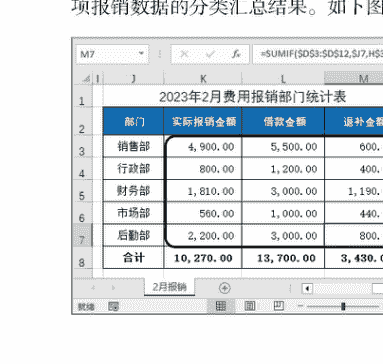 项报销数据的分类汇总结果。如下图
M7 fx =SUMIF($D$3:$D$12,$J7,H$3
I J K L M
1 2023年2月费用报销部门统计表
2 部门 实际报销金额 借款金额 退补金额
3 销售部 4,900.00 5,500.00 600.
4 行政部 800.00 1,200.00 400.
5 财务部 1,810.00 3,000.00 1,190.
6 市场部 560.00 1,000.00 440.
7 后勤部 2,200.00 3,000.00 800.
8 合计 10,270.00 13,700.00 3,430.0
2月报销
就绪